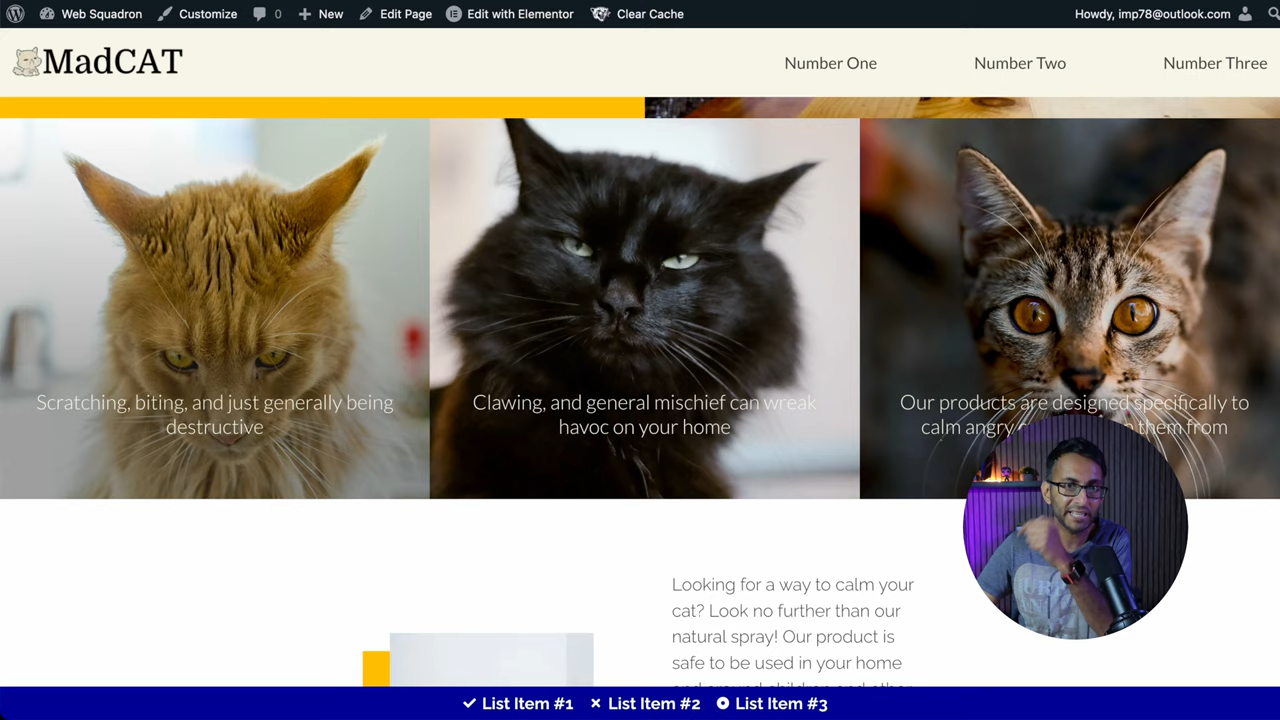 Web Squadron Customize 0 New Edit Page Edit with Elementor Clear Cache Howdy, imp78@outlook.com
MadCAT Number One Number Two Number Three
Scratching, biting, and just generally being
destructive
Clawing, and general mischief can wreak
havoc on your home
Our products are designed specifically to
calm angry them from
Looking for a way to calm your
cat? Look no further than our
natural spray! Our product is
safe to be used in your home
List Item #1 List Item #2 List Item #3